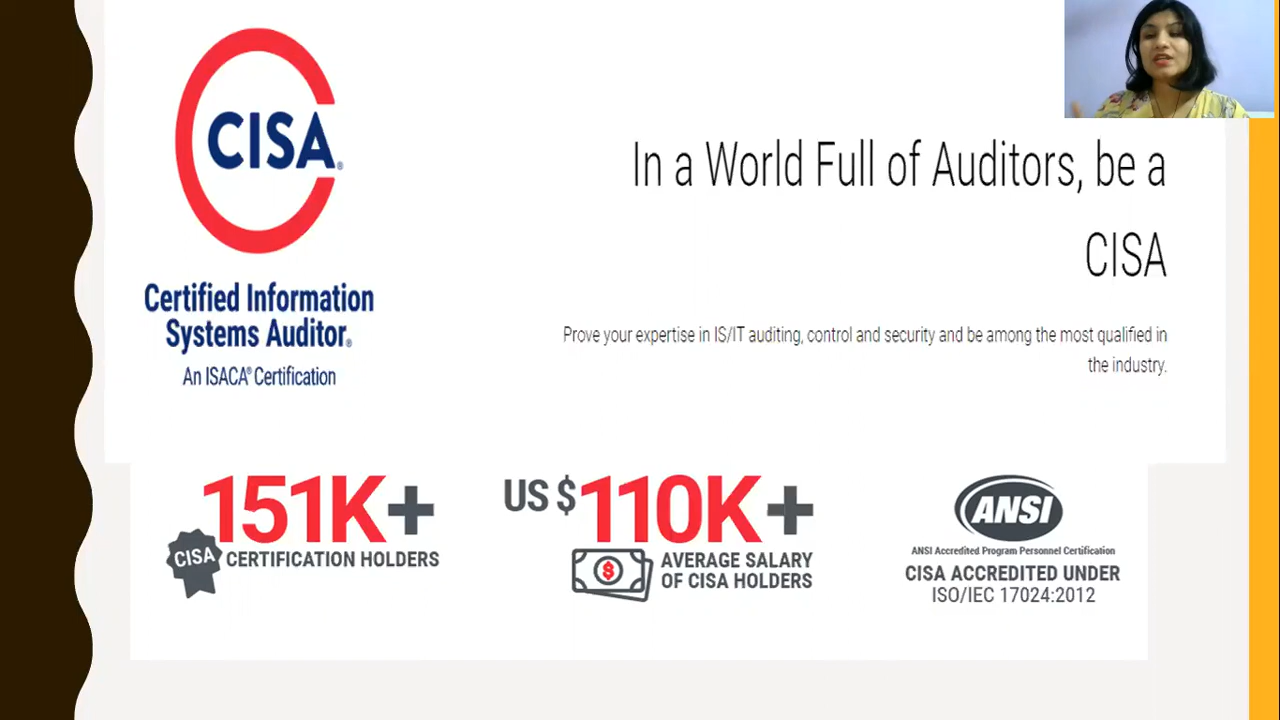 CISA®
Certified Information
Systems Auditor®
An ISACA® Certification
In a World Full of Auditors, be a
CISA
Prove your expertise in IS/IT auditing, control and security and be among the most qualified in
the industry.
151K+
CISA
CERTIFICATION HOLDERS
US $110K+
$
AVERAGE SALARY
OF CISA HOLDERS
ANSI
ANSI Accredited Program Personnel Certification
CISA ACCREDITED UNDER
ISO/IEC 17024:2012